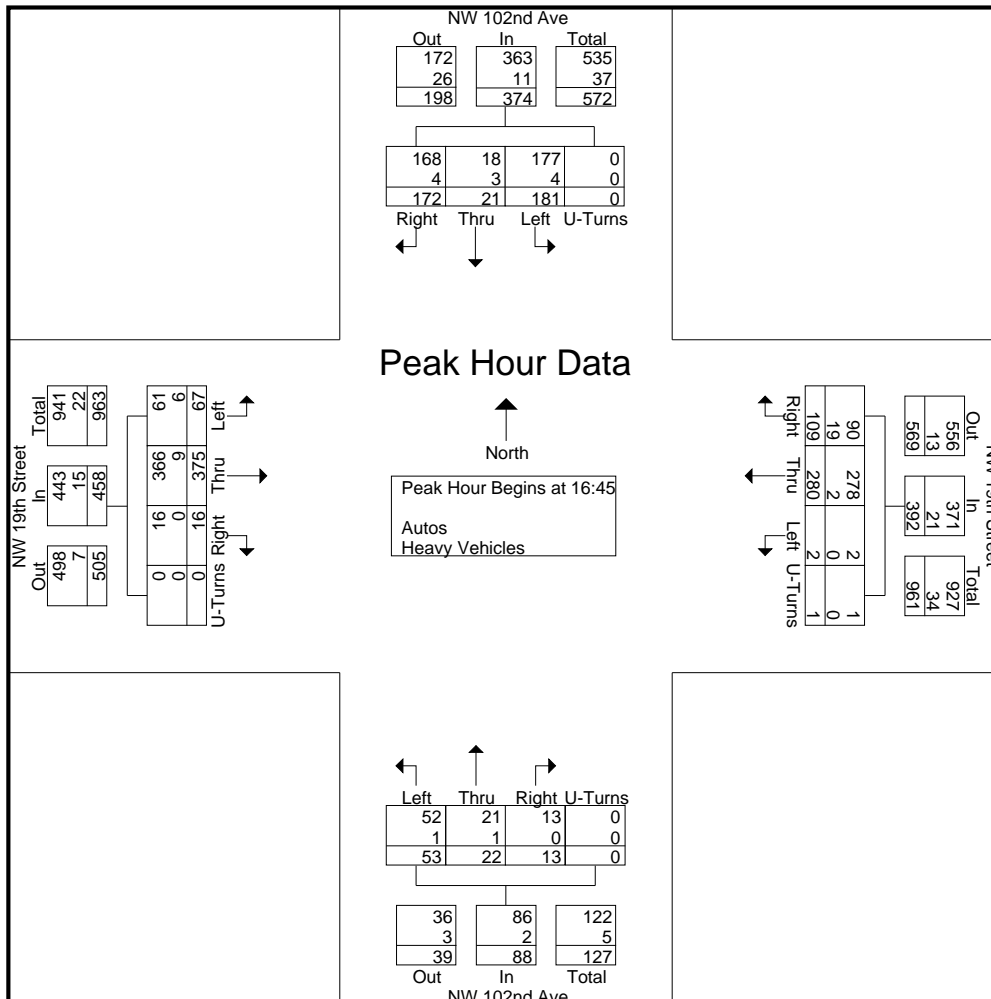 NW 102nd Ave
Out In Total
172 363 535
26 11 37
198 374 572
168 18 177 0
4 3 4 0
172 21 181 0
Right Thru Left U-Turns
Peak Hour Data
North
Peak Hour Begins at 16:45
Autos
Heavy Vehicles
NW 19th Street
Out In Total
498 443 941
7 15 22
505 458 963
U-Turns Right Thru Left
0 16 366 61
0 0 9 6
0 16 375 67
Right Thru Left U-Turns
90 278 2 1
19 2 0 0
109 280 2 1
Out In Total
556 371 927
13 21 34
569 392 961
NW 19th Street
Left Thru Right U-Turns
52 21 13 0
1 1 0 0
53 22 13 0
36 86 122
3 2 5
39 88 127
Out In Total
NW 102nd Ave